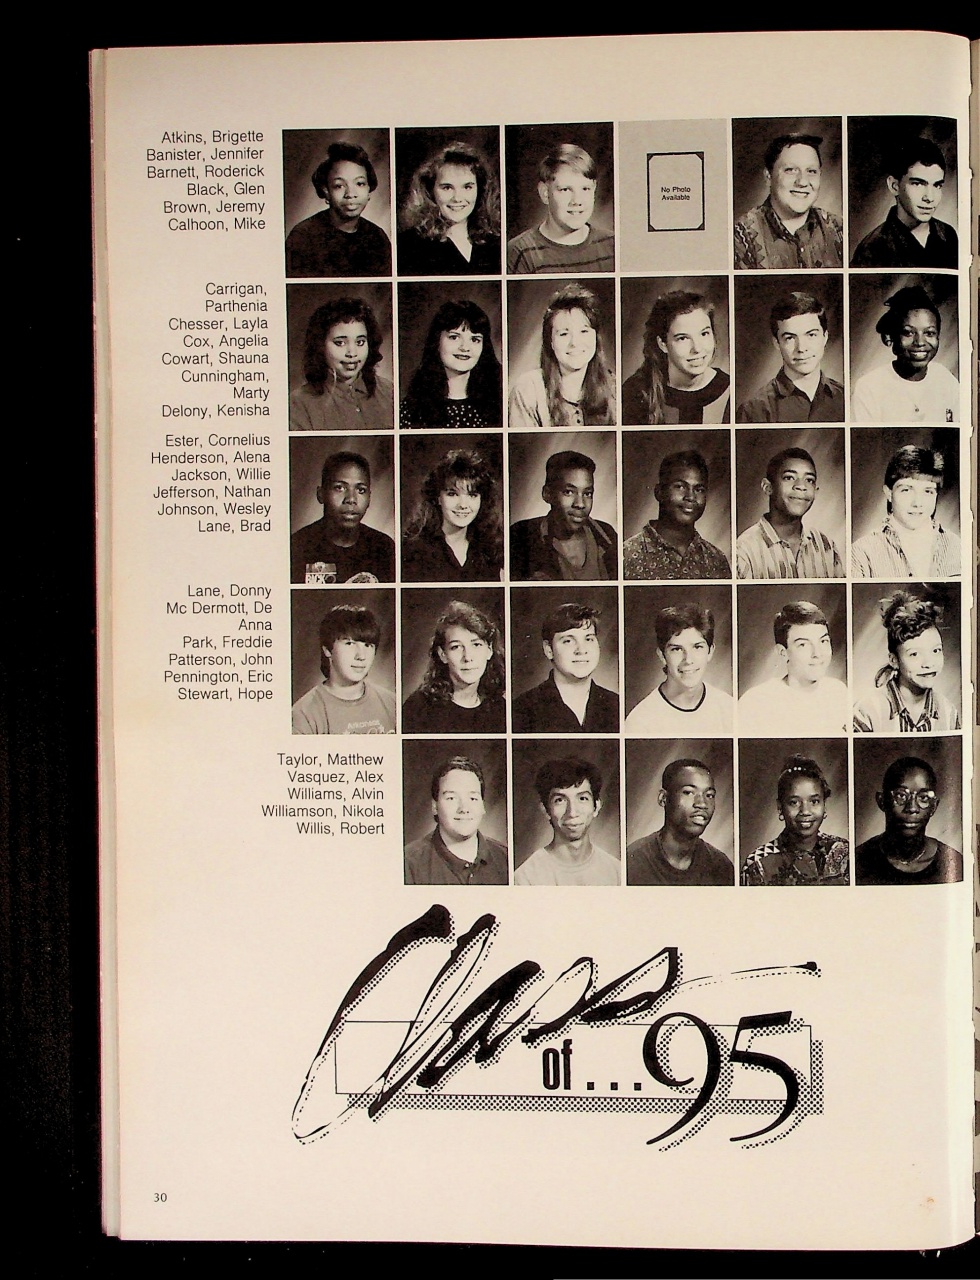 Atkins, Brigette
Banister, Jennifer
Barnett, Roderick
Black, Glen
Brown, Jeremy
Calhoon, Mike
No Photo
Available
Carrigan,
Parthenia
Chesser, Layla
Cox, Angelia
Cowart, Shauna
Cunningham,
Marty
Delony, Kenisha
Ester, Cornelius
Henderson, Alena
Jackson, Willie
Jefferson, Nathan
Johnson, Wesley
Lane, Brad
Lane, Donny
Mc Dermott, De
Anna
Park, Freddie
Patterson, John
Pennington, Eric
Stewart, Hope
Taylor, Matthew
Vasquez, Alex
Williams, Alvin
Williamson, Nikola
Willis, Robert
Class
of . . . 95
30